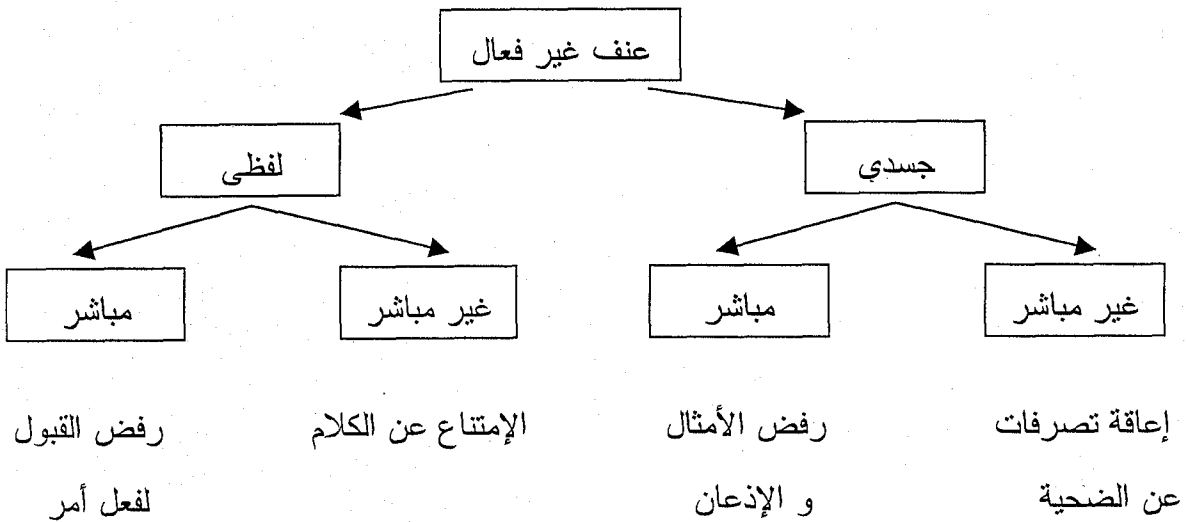 عنف غير فعال
جسدي
لفظى
غير مباشر
مباشر
غير مباشر
مباشر
إعاقة تصرفات
عن الضحية
رفض الأمثال
و الإذعان
الإمتناع عن الكلام
رفض القبول
لفعل أمر